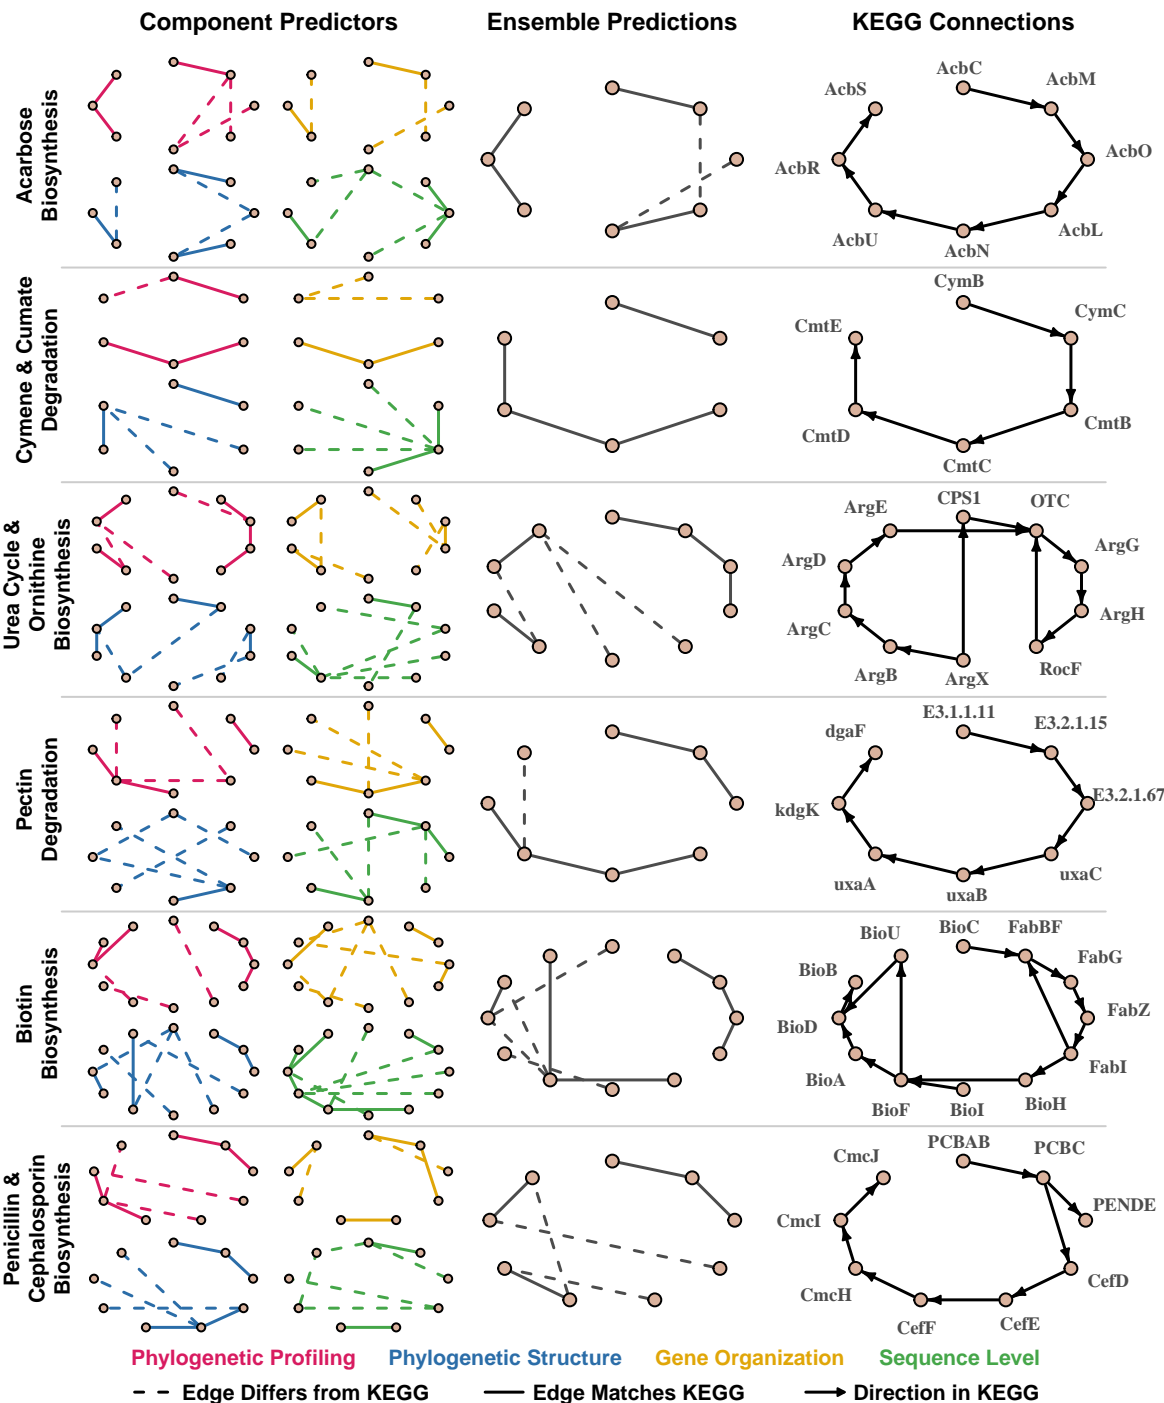 Component Predictors
Ensemble Predictions
KEGG Connections
Acarbose
Biosynthesis
AcbC
AcbM
AcbS
AcbO
AcbR
AcbL
AcbU
AcbN
Cymene & Cumate
Degradation
CymB
CymC
CmtE
CmtD
CmtB
CmtC
Urea Cycle &
Ornithine
Biosynthesis
CPS1
OTC
ArgE
ArgG
ArgD
ArgH
ArgC
RocF
ArgB
ArgX
Pectin
Degradation
E3.1.1.11
E3.2.1.15
dgaF
E3.2.1.67
kdgK
uxaC
uxaA
uxaB
Biotin
Biosynthesis
BioU
BioC
FabBF
BioB
FabG
BioD
FabZ
BioA
FabI
BioF
BioI
BioH
Penicillin &
Cephalosporin
Biosynthesis
PCBAB
PCBC
CmcJ
PENDE
CmcI
CefD
CmcH
CefF
CefE
Phylogenetic Profiling
Phylogenetic Structure
Gene Organization
Sequence Level
Edge Differs from KEGG
Edge Matches KEGG
Direction in KEGG